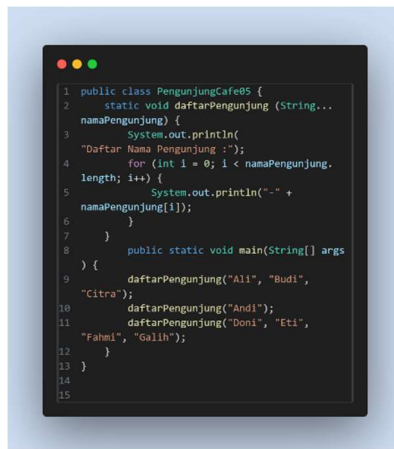 1 public class PengunjungCafe05 {
2 static void daftarPengunjung (String...
namaPengunjung) {
3 System.out.println(
"Daftar Nama Pengunjung :");
4 for (int i = 0; i < namaPengunjung.
length; i++) {
5 System.out.println("-" +
namaPengunjung[i]);
6 }
7 }
8 public static void main(String[] args
) {
9 daftarPengunjung("Ali", "Budi",
"Citra");
10 daftarPengunjung("Andi");
11 daftarPengunjung("Doni", "Eti",
"Fahmi", "Galih");
12 }
13 }
14
15